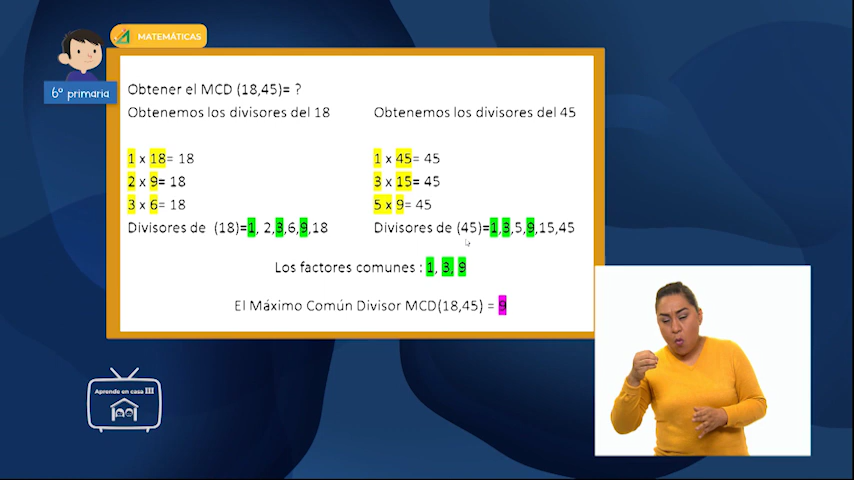 MATEMÁTICAS
6º primaria
Obtener el MCD (18,45)= ?
Obtenemos los divisores del 18
Obtenemos los divisores del 45
1 x 18= 18
1 x 45= 45
2 x 9= 18
3 x 15= 45
3 x 6= 18
5 x 9= 45
Divisores de (18)=1, 2,3,6,9,18
Divisores de (45)=1,3,5,9,15,45
Los factores comunes : 1, 3, 9
El Máximo Común Divisor MCD(18,45) = 9
Aprende en casa III